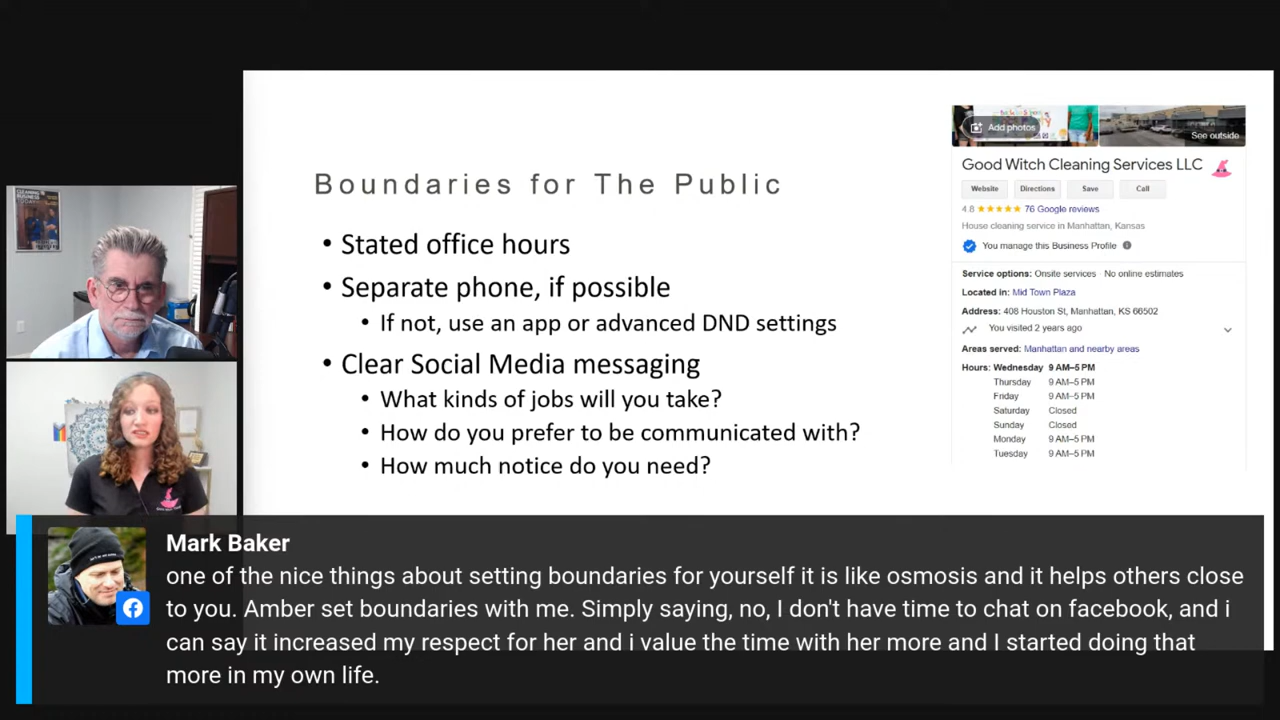 Boundaries for The Public
• Stated office hours
• Separate phone, if possible
• If not, use an app or advanced DND settings
• Clear Social Media messaging
• What kinds of jobs will you take?
• How do you prefer to be communicated with?
• How much notice do you need?
Add photos
See outside
Good Witch Cleaning Services LLC
Website Directions Save Call
4.8 ★★★★★ 76 Google reviews
House cleaning service in Manhattan, Kansas
You manage this Business Profile
Service options: Onsite services · No online estimates
Located in: Mid Town Plaza
Address: 408 Houston St, Manhattan, KS 66502
You visited 2 years ago
Areas served: Manhattan and nearby areas
Hours: Wednesday 9 AM–5 PM
Thursday 9 AM–5 PM
Friday 9 AM–5 PM
Saturday Closed
Sunday Closed
Monday 9 AM–5 PM
Tuesday 9 AM–5 PM
CLEANING
BUSINESS
TODAY
Mark Baker
one of the nice things about setting boundaries for yourself it is like osmosis and it helps others close
to you. Amber set boundaries with me. Simply saying, no, I don't have time to chat on facebook, and i
can say it increased my respect for her and i value the time with her more and I started doing that
more in my own life.